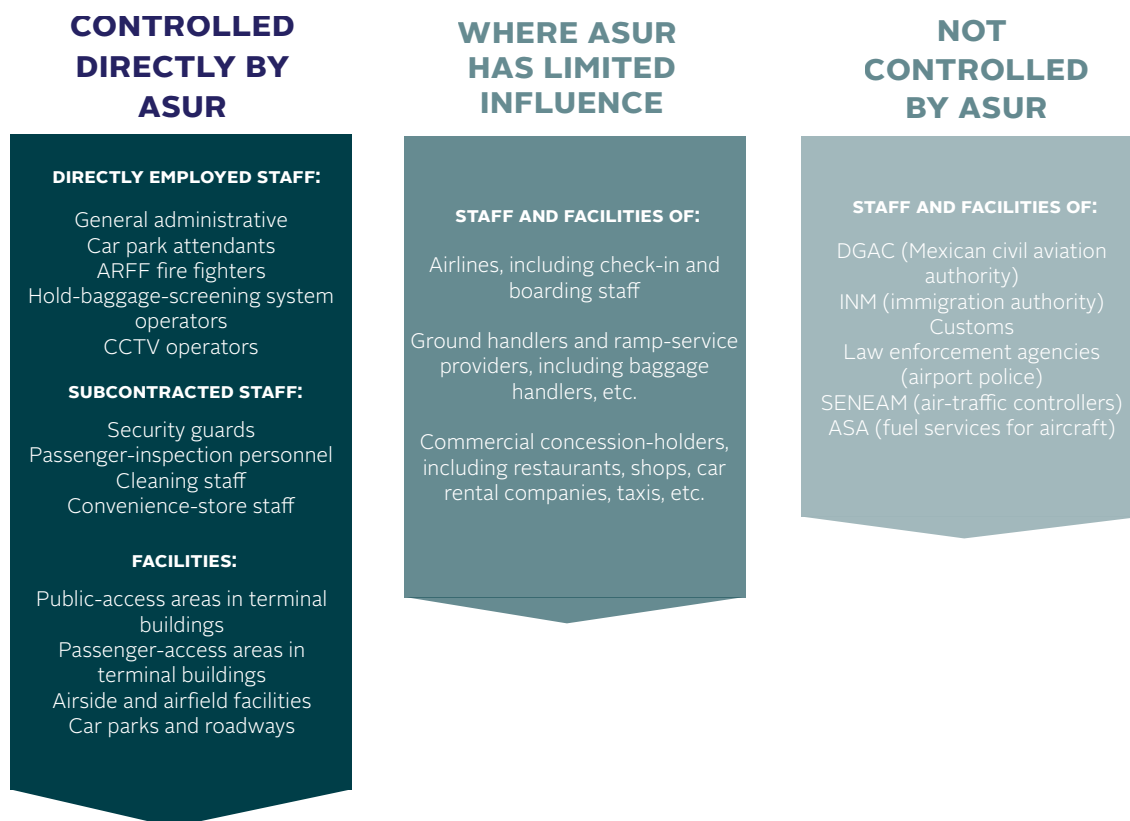 CONTROLLED
DIRECTLY BY
ASUR
DIRECTLY EMPLOYED STAFF:
General administrative
Car park attendants
ARFF fire fighters
Hold-baggage-screening system
operators
CCTV operators
SUBCONTRACTED STAFF:
Security guards
Passenger-inspection personnel
Cleaning staff
Convenience-store staff
FACILITIES:
Public-access areas in terminal
buildings
Passenger-access areas in
terminal buildings
Airside and airfield facilities
Car parks and roadways
WHERE ASUR
HAS LIMITED
INFLUENCE
STAFF AND FACILITIES OF:
Airlines, including check-in and
boarding staff
Ground handlers and ramp-service
providers, including baggage
handlers, etc.
Commercial concession-holders,
including restaurants, shops, car
rental companies, taxis, etc.
NOT
CONTROLLED
BY ASUR
STAFF AND FACILITIES OF:
DGAC (Mexican civil aviation
authority)
INM (immigration authority)
Customs
Law enforcement agencies
(airport police)
SENEAM (air-traffic controllers)
ASA (fuel services for aircraft)